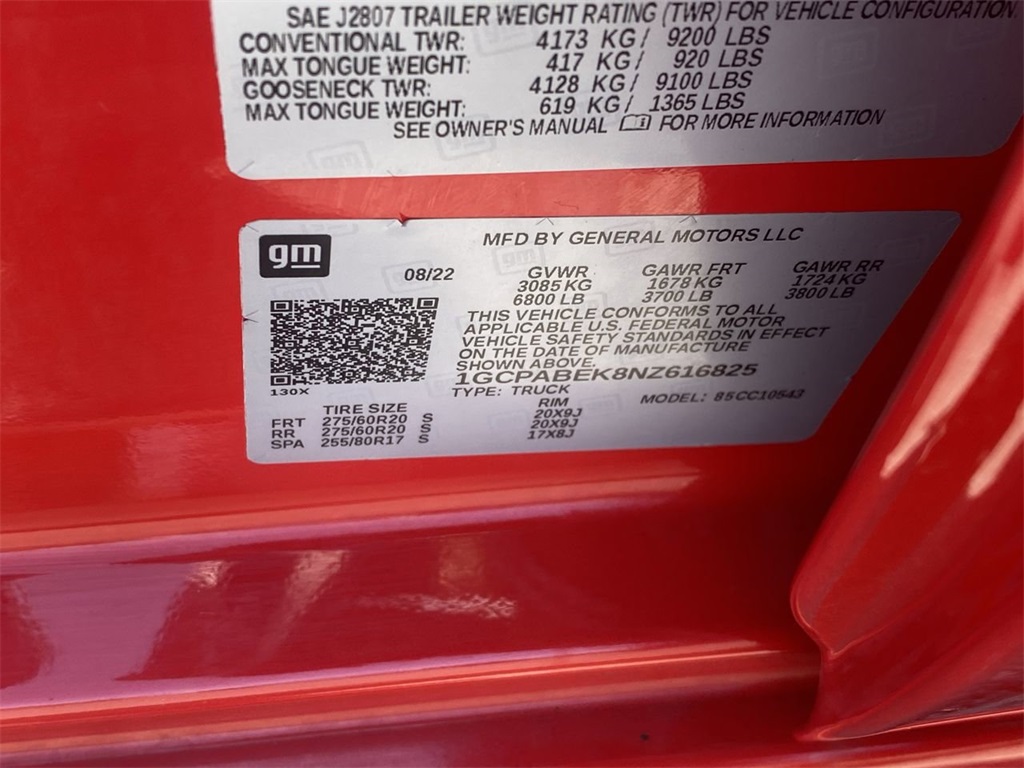 SAE J2807 TRAILER WEIGHT RATING (TWR) FOR VEHICLE CONFIGURATION
CONVENTIONAL TWR: 4173 KG/ 9200 LBS
MAX TONGUE WEIGHT: 417 KG/ 920 LBS
GOOSENECK TWR: 4128 KG/ 9100 LBS
MAX TONGUE WEIGHT: 619 KG/ 1365 LBS
SEE OWNER'S MANUAL FOR MORE INFORMATION
gm
MFD BY GENERAL MOTORS LLC
08/22 GVWR GAWR FRT GAWR RR
3085 KG 1678 KG 1724 KG
6800 LB 3700 LB 3800 LB
THIS VEHICLE CONFORMS TO ALL
APPLICABLE U.S. FEDERAL MOTOR
VEHICLE SAFETY STANDARDS IN EFFECT
ON THE DATE OF MANUFACTURE
SHOWN ABOVE.
1GCPABEK8NZ616825
130X
TYPE: TRUCK MODEL: 85CC10543
TIRE SIZE RIM
FRT 275/60R20 S 20X9J
RR 275/60R20 S 20X9J
SPA 255/80R17 S 17X8J